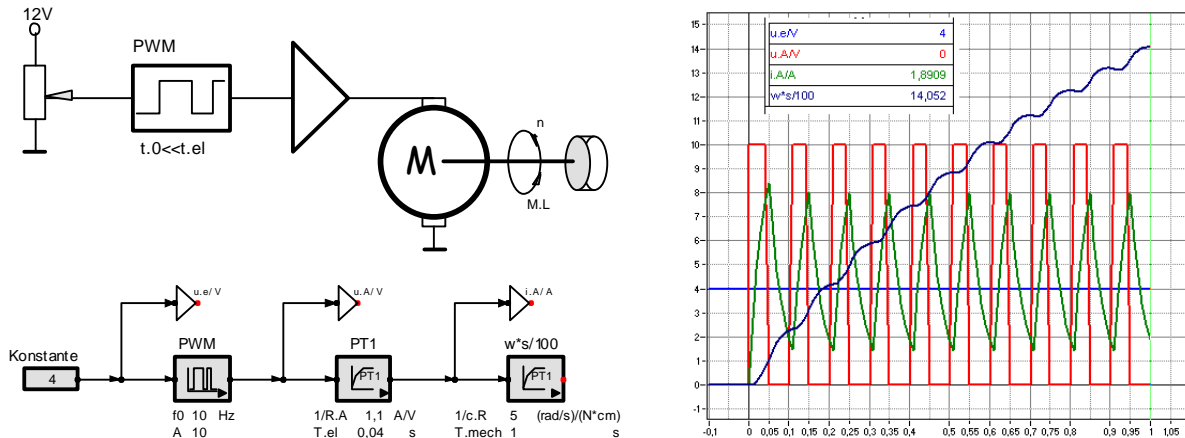 12V
PWM
t.0<<t.el
M
n
M.L
u.e/V
u.A/V
i.A/A
Konstante
PWM
PT1
w*s/100
4
PT1
PT1
f0 10 Hz
1/R.A 1,1 A/V
1/c.R 5 (rad/s)/(N*cm)
A 10
T.el 0,04 s
T.mech 1 s
u.e/V 4
u.A/V 0
i.A/A 1,8909
w*s/100 14,052
15
14
13
12
11
10
9
8
7
6
5
4
3
2
1
0
-1
-0,1 0 0,05 0,1 0,15 0,2 0,25 0,3 0,35 0,4 0,45 0,5 0,55 0,6 0,65 0,7 0,75 0,8 0,85 0,9 0,95 1 1,05